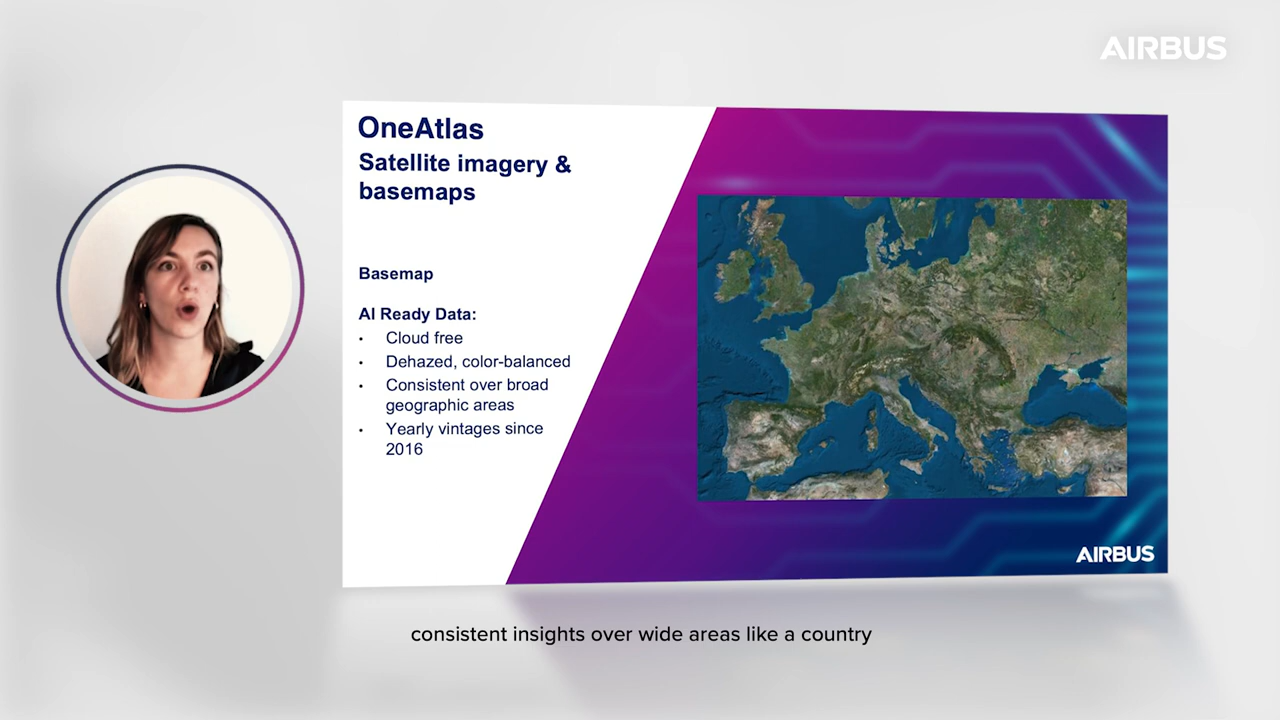 AIRBUS
OneAtlas
Satellite imagery &
basemaps
Basemap
AI Ready Data:
• Cloud free
• Dehazed, color-balanced
• Consistent over broad
geographic areas
• Yearly vintages since
2016
AIRBUS
consistent insights over wide areas like a country